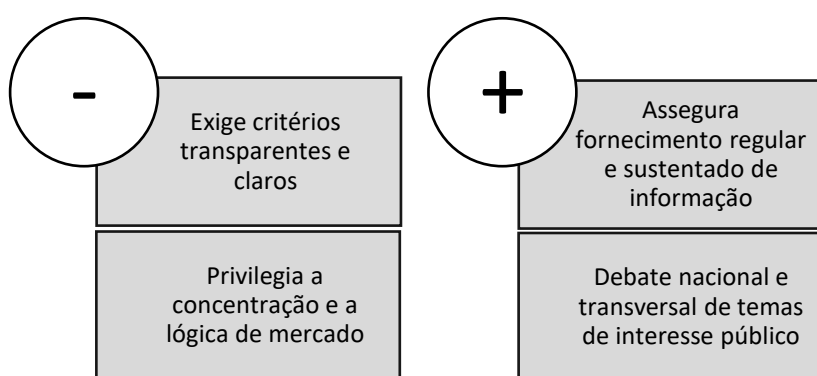 -
Exige critérios
transparentes e
claros
Privilegia a
concentração e a
lógica de mercado
+
Assegura
fornecimento regular
e sustentado de
informação
Debate nacional e
transversal de temas
de interesse público